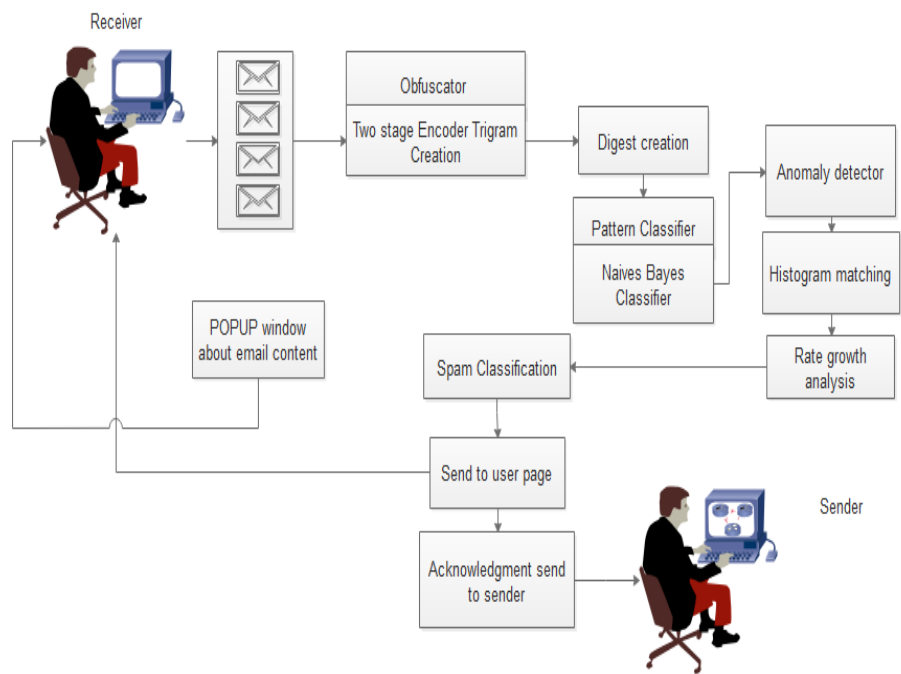 Receiver
Obfuscator
Two stage Encoder Trigram
Creation
Digest creation
Anomaly detector
Pattern Classifier
Naives Bayes
Classifier
Histogram matching
POPUP window
about email content
Spam Classification
Rate growth
analysis
Send to user page
Sender
Acknowledgment send
to sender